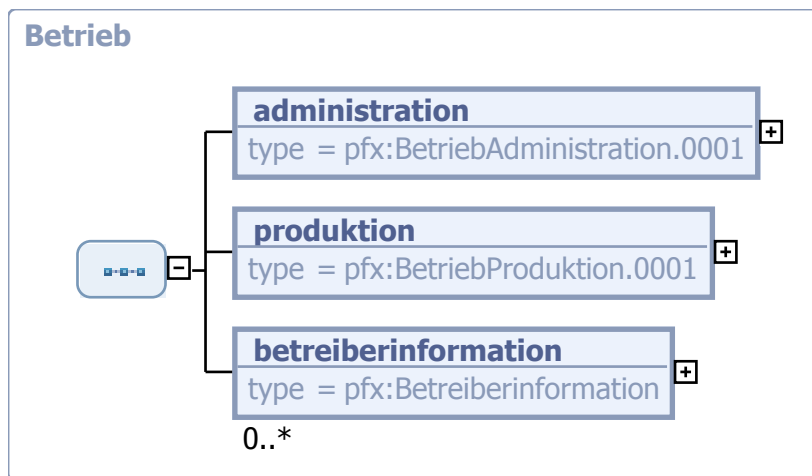 Betrieb
administration
type = pfx:BetriebAdministration.0001
produktion
type = pfx:BetriebProduktion.0001
betreiberinformation
type = pfx:Betreiberinformation
0..*